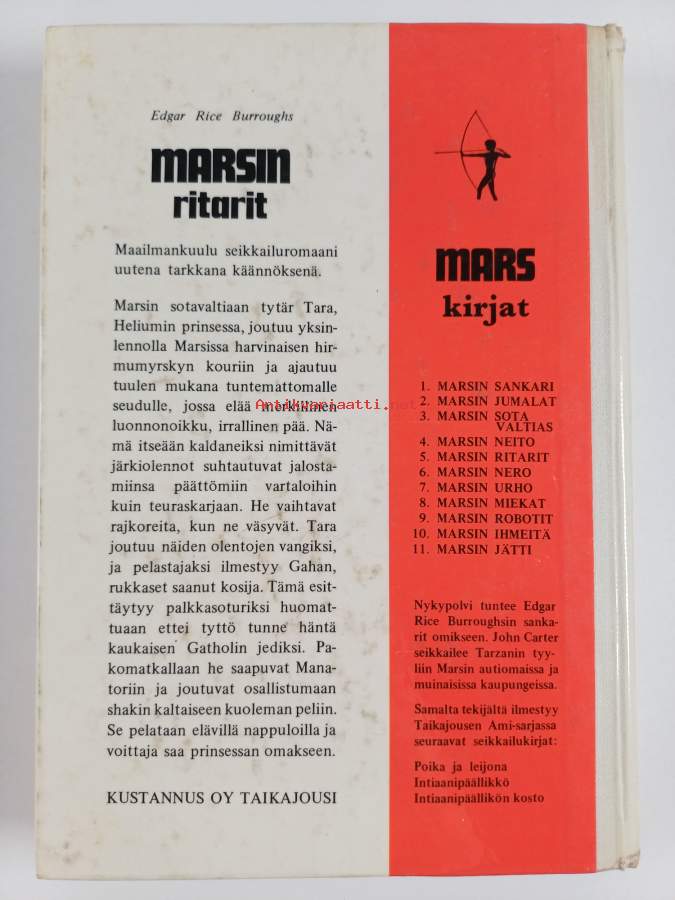 Edgar Rice Burroughs
MARSIN
ritarit
Maailmankuulu seikkailuromaani
uutena tarkkana käännöksenä.
Marsin sotavaltiaan tytär Tara,
Heliumin prinsessa, joutuu yksin-
lennolla Marsissa harvinaisen hir-
mumyrskyn kouriin ja ajautuu
tuulen mukana tuntemattomalle
seudulle, jossa elää merkillinen
luonnonoikku, irrallinen pää. Nä-
mä itseään kaldaneiksi nimittävät
järkiolennot suhtautuvat jalosta-
miinsa päättömiin vartaloihin
kuin teuraskarjaan. He vaihtavat
rajkoreita, kun ne väsyvät. Tara
joutuu näiden olentojen vangiksi,
ja pelastajaksi ilmestyy Gahan,
rukkaset saanut kosija. Tämä esit-
täytyy palkkasoturiksi huomat-
tuaan ettei tyttö tunne häntä
kaukaisen Gatholin jediksi. Pa-
komatkallaan he saapuvat Mana-
toriin ja joutuvat osallistumaan
shakin kaltaiseen kuoleman peliin.
Se pelataan elävillä nappuloilla ja
voittaja saa prinsessan omakseen.
KUSTANNUS OY TAIKAJOUSI
MARS
kirjat
1. MARSIN SANKARI
2. MARSIN JUMALAT
3. MARSIN SOTA
VALTIAS
4. MARSIN NEITO
5. MARSIN RITARIT
6. MARSIN NERO
7. MARSIN URHO
8. MARSIN MIEKAT
9. MARSIN ROBOTIT
10. MARSIN IHMEITÄ
11. MARSIN JÄTTI
Nykypolvi tuntee Edgar
Rice Burroughsin sanka-
rit omikseen. John Carter
seikkailee Tarzanin tyy-
liin Marsin autiomaissa ja
muinaisissa kaupungeissa.
Samalta tekijältä ilmestyy
Taikajousen Ami-sarjassa
seuraavat seikkailukirjat:
Poika ja leijona
Intiaanipäällikkö
Intiaanipäällikön kosto
Antikvariaatti.net